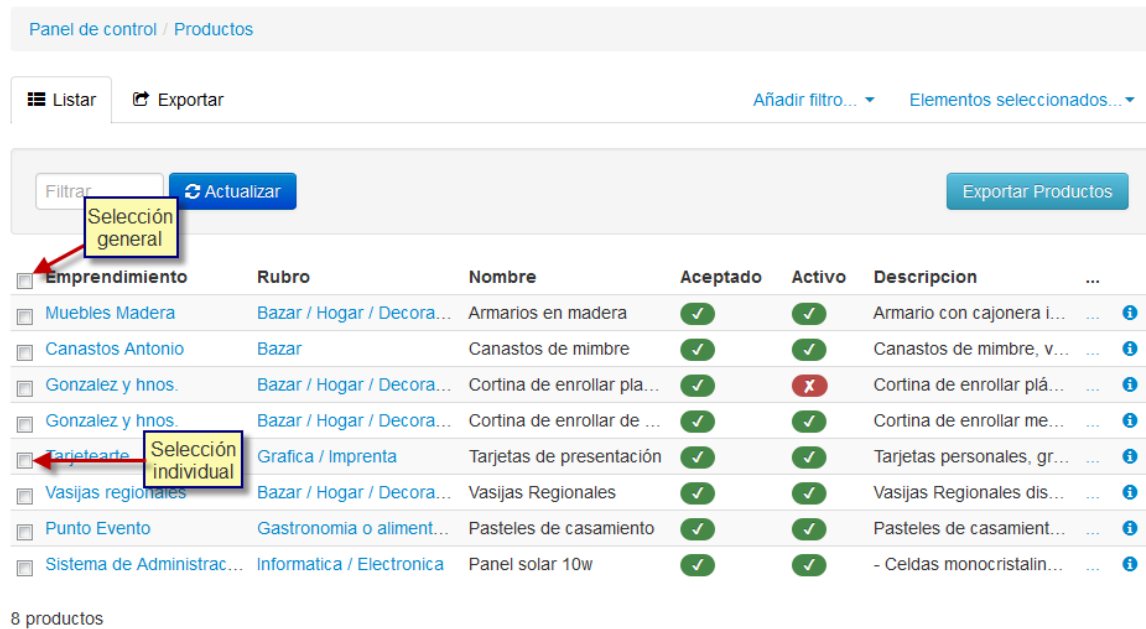 Panel de control / Productos
Listar Exportar Añadir filtro... Elementos seleccionados...
Filtrar Actualizar Exportar Productos
Selección
general
Emprendimiento Rubro Nombre Aceptado Activo Descripcion ...
Muebles Madera Bazar / Hogar / Decora... Armarios en madera Armario con cajonera i... ...
Canastos Antonio Bazar Canastos de mimbre Canastos de mimbre, v... ...
Gonzalez y hnos. Bazar / Hogar / Decora... Cortina de enrollar pla... Cortina de enrollar plá... ...
Gonzalez y hnos. Bazar / Hogar / Decora... Cortina de enrollar de ... Cortina de enrollar me... ...
Tarjetearte Grafica / Imprenta Tarjetas de presentación Tarjetas personales, gr... ...
Selección
individual
Vasijas regionales Bazar / Hogar / Decora... Vasijas Regionales Vasijas Regionales dis... ...
Punto Evento Gastronomia o aliment... Pasteles de casamiento Pasteles de casamient... ...
Sistema de Administrac... Informatica / Electronica Panel solar 10w - Celdas monocristalin... ...
8 productos